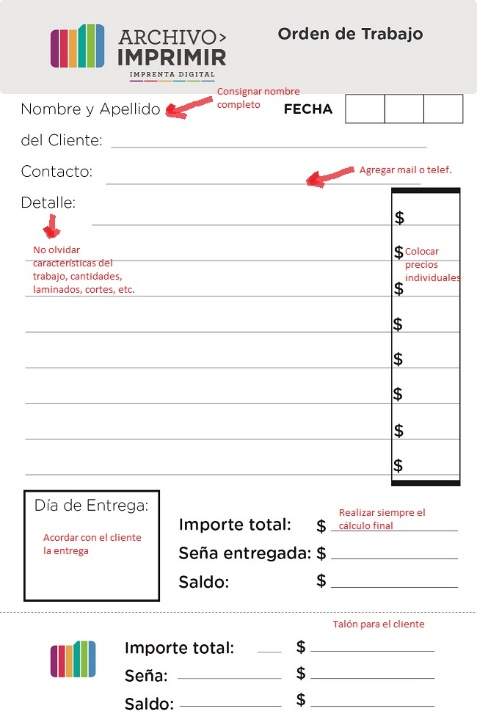 ARCHIVO>
IMPRIMIR
IMPRENTA DIGITAL
Orden de Trabajo
Nombre y Apellido
Consignar nombre
completo
FECHA
del Cliente:
Contacto:
Agregar mail o telef.
Detalle:
$
No olvidar
características del
trabajo, cantidades,
laminados, cortes, etc.
$
Colocar
precios
individuales
$
$
$
$
$
$
Día de Entrega:
Acordar con el cliente
la entrega
Importe total: $
Realizar siempre el
cálculo final
Seña entregada: $
Saldo: $
Talón para el cliente
Importe total: $
Seña: $
Saldo: $